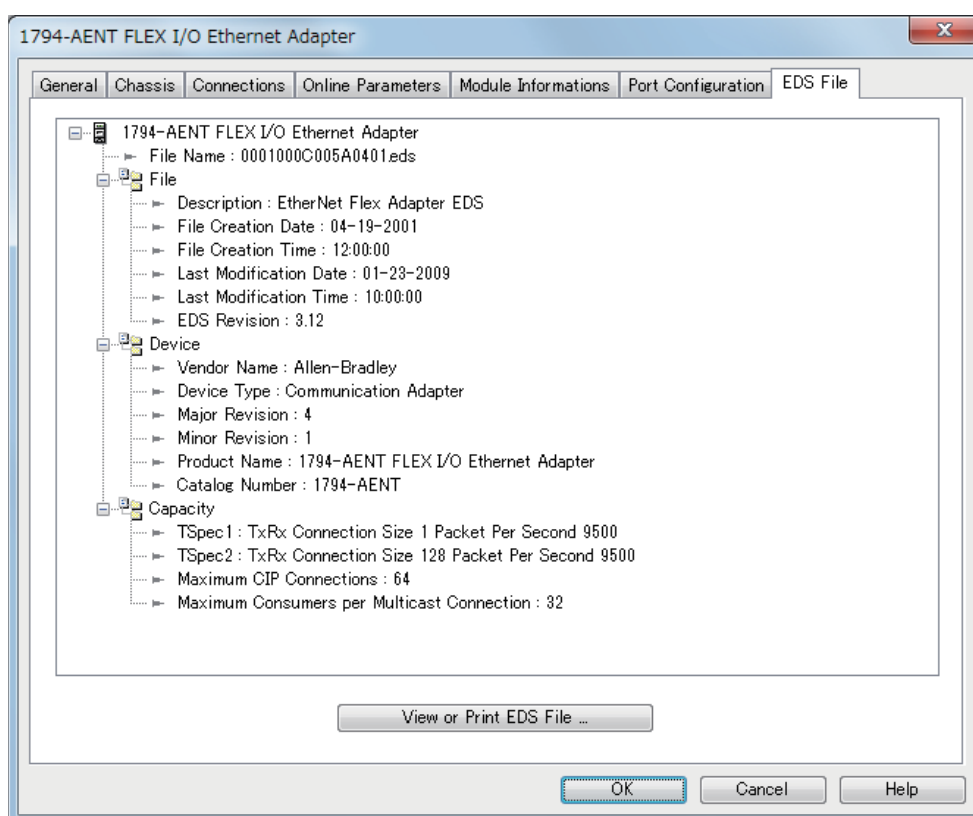 1794-AENT FLEX I/O Ethernet Adapter
General Chassis Connections Online Parameters Module Informations Port Configuration EDS File
1794-AENT FLEX I/O Ethernet Adapter
File Name : 0001000C005A0401.eds
File
Description : EtherNet Flex Adapter EDS
File Creation Date : 04-19-2001
File Creation Time : 12:00:00
Last Modification Date : 01-23-2009
Last Modification Time : 10:00:00
EDS Revision : 3.12
Device
Vendor Name : Allen-Bradley
Device Type : Communication Adapter
Major Revision : 4
Minor Revision : 1
Product Name : 1794-AENT FLEX I/O Ethernet Adapter
Catalog Number : 1794-AENT
Capacity
TSpec1 : TxRx Connection Size 1 Packet Per Second 9500
TSpec2 : TxRx Connection Size 128 Packet Per Second 9500
Maximum CIP Connections : 64
Maximum Consumers per Multicast Connection : 32
View or Print EDS File ...
OK Cancel Help